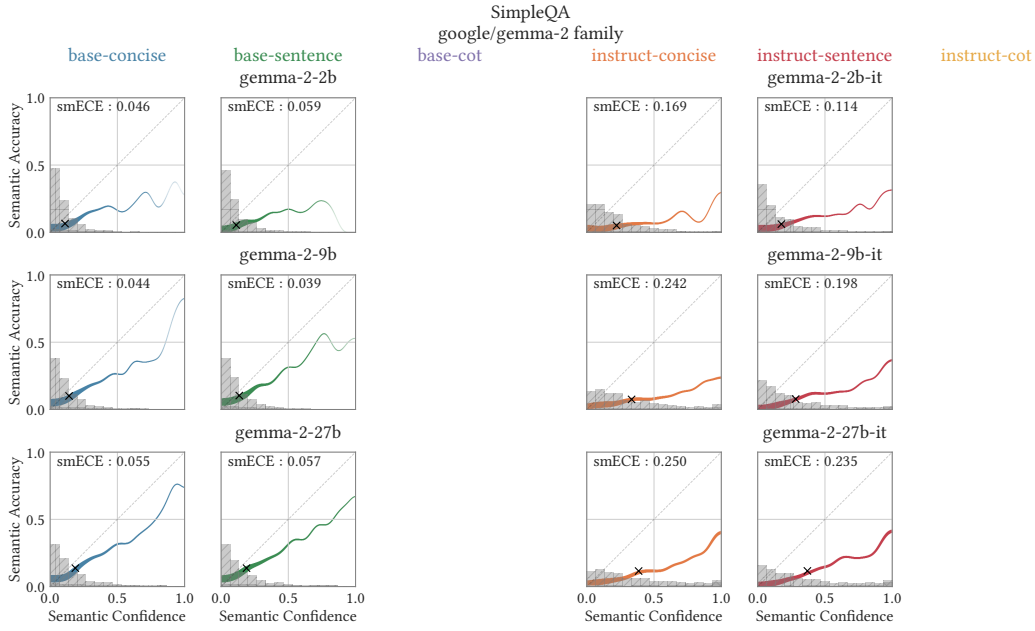 SimpleQA
google/gemma-2 family
base-concise base-sentence base-cot instruct-concise instruct-sentence instruct-cot
gemma-2-2b gemma-2-2b-it
1.0 smECE : 0.046 smECE : 0.059 smECE : 0.169 smECE : 0.114
Semantic Accuracy
0.5
0.0
gemma-2-9b gemma-2-9b-it
1.0 smECE : 0.044 smECE : 0.039 smECE : 0.242 smECE : 0.198
Semantic Accuracy
0.5
0.0
gemma-2-27b gemma-2-27b-it
1.0 smECE : 0.055 smECE : 0.057 smECE : 0.250 smECE : 0.235
Semantic Accuracy
0.5
0.0
0.0 0.5 1.0 0.0 0.5 1.0 0.0 0.5 1.0 0.0 0.5 1.0
Semantic Confidence Semantic Confidence Semantic Confidence Semantic Confidence